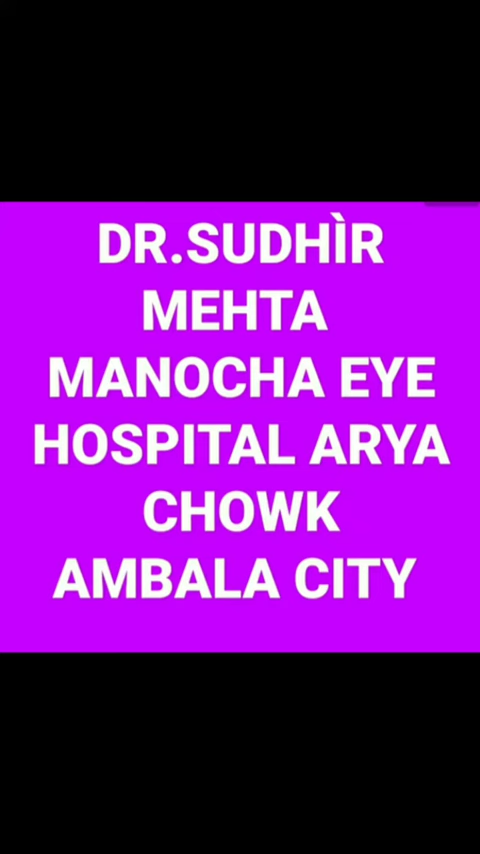 DR.SUDHÌR
MEHTA
MANOCHA EYE
HOSPITAL ARYA
CHOWK
AMBALA CITY